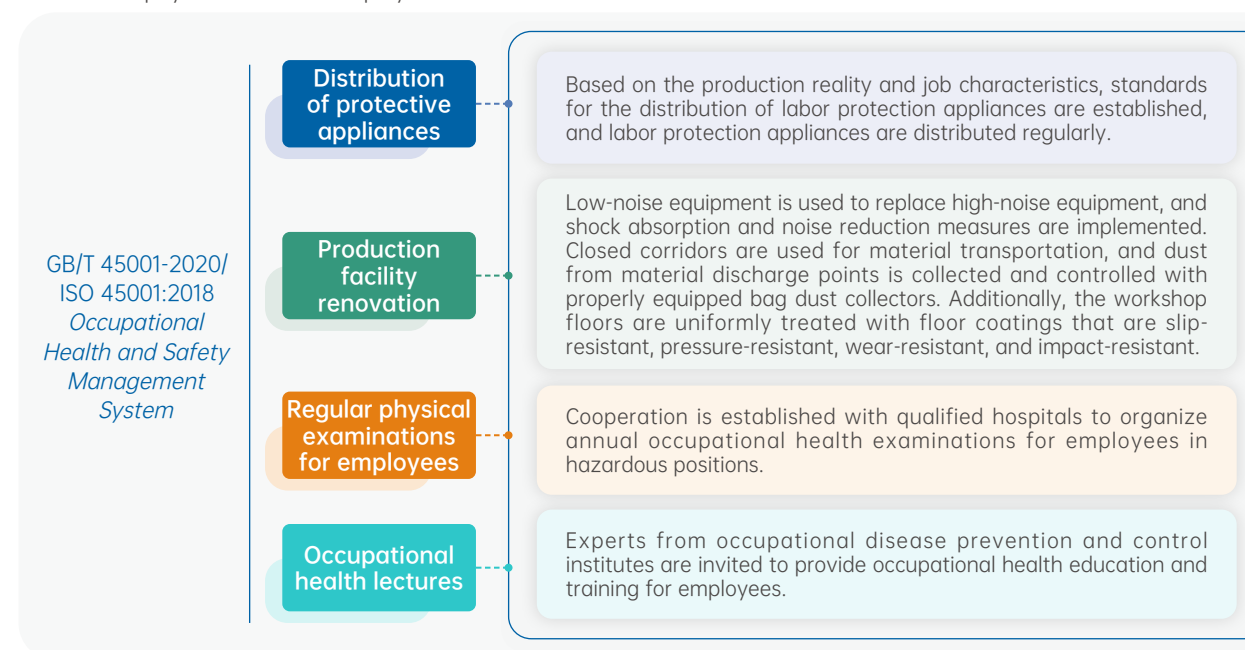 GB/T 45001-2020/
ISO 45001:2018
Occupational
Health and Safety
Management
System
Distribution
of protective
appliances
Based on the production reality and job characteristics, standards
for the distribution of labor protection appliances are established,
and labor protection appliances are distributed regularly.
Production
facility
renovation
Low-noise equipment is used to replace high-noise equipment, and
shock absorption and noise reduction measures are implemented.
Closed corridors are used for material transportation, and dust
from material discharge points is collected and controlled with
properly equipped bag dust collectors. Additionally, the workshop
floors are uniformly treated with floor coatings that are slip-
resistant, pressure-resistant, wear-resistant, and impact-resistant.
Regular physical
examinations
for employees
Cooperation is established with qualified hospitals to organize
annual occupational health examinations for employees in
hazardous positions.
Occupational
health lectures
Experts from occupational disease prevention and control
institutes are invited to provide occupational health education and
training for employees.